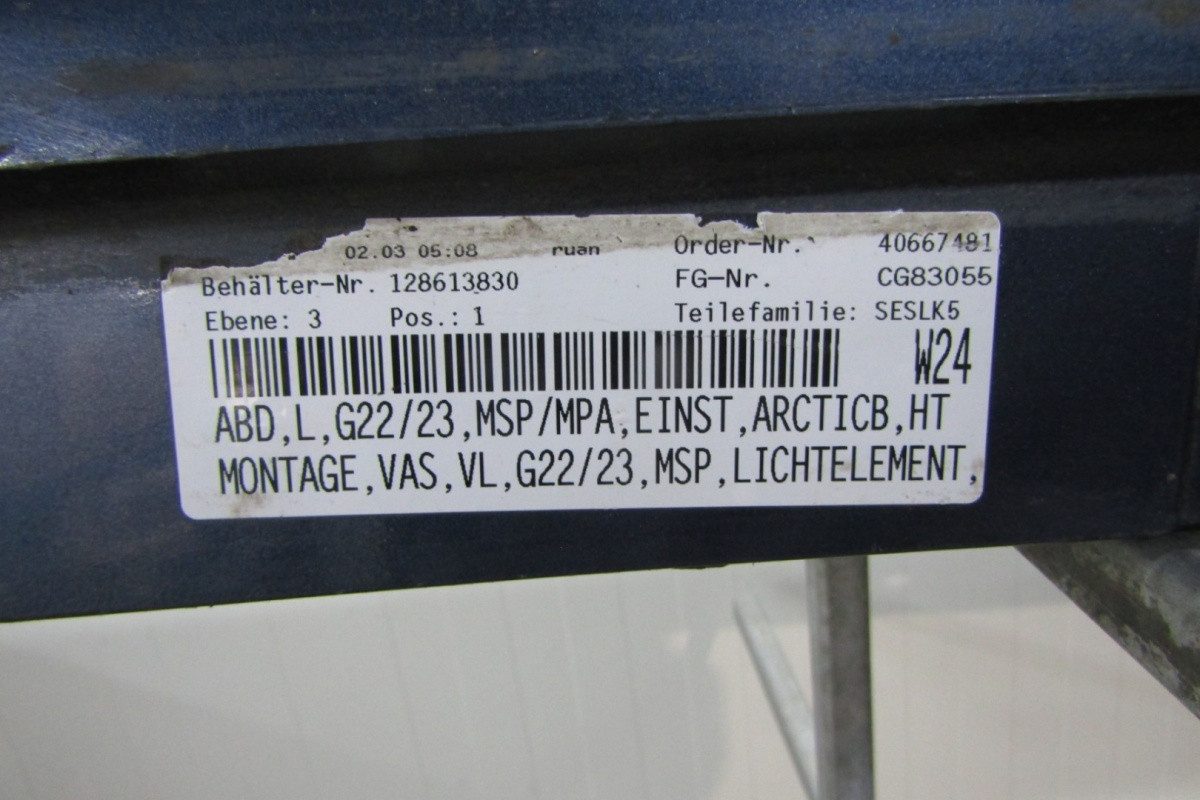 02.03 05:08 ruan Order-Nr. 40667481
Behälter-Nr. 128613830 FG-Nr. CG83055
Ebene: 3 Pos.: 1 Teilefamilie: SESLK5
W24
ABD,L,G22/23,MSP/MPA,EINST,ARCTICB,HT
MONTAGE,VAS,VL,G22/23,MSP,LICHTELEMENT,